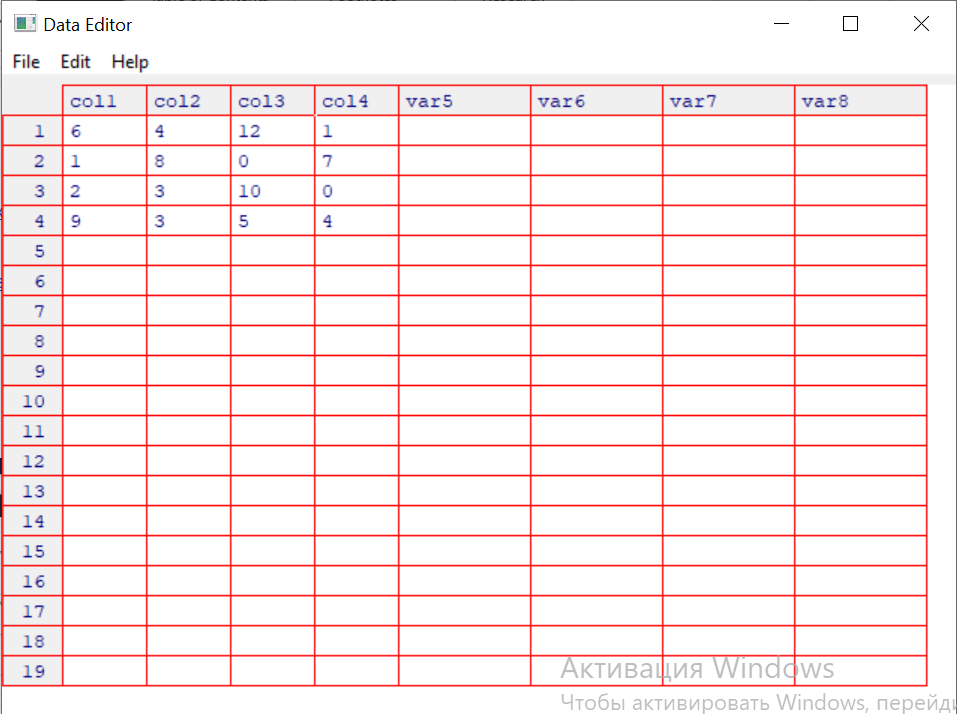 Data Editor
File Edit Help
col1 col2 col3 col4 var5 var6 var7 var8
1 6 4 12 1
2 1 8 0 7
3 2 3 10 0
4 9 3 5 4
5
6
7
8
9
10
11
12
13
14
15
16
17
18
19
Активация Windows
Чтобы активировать Windows,